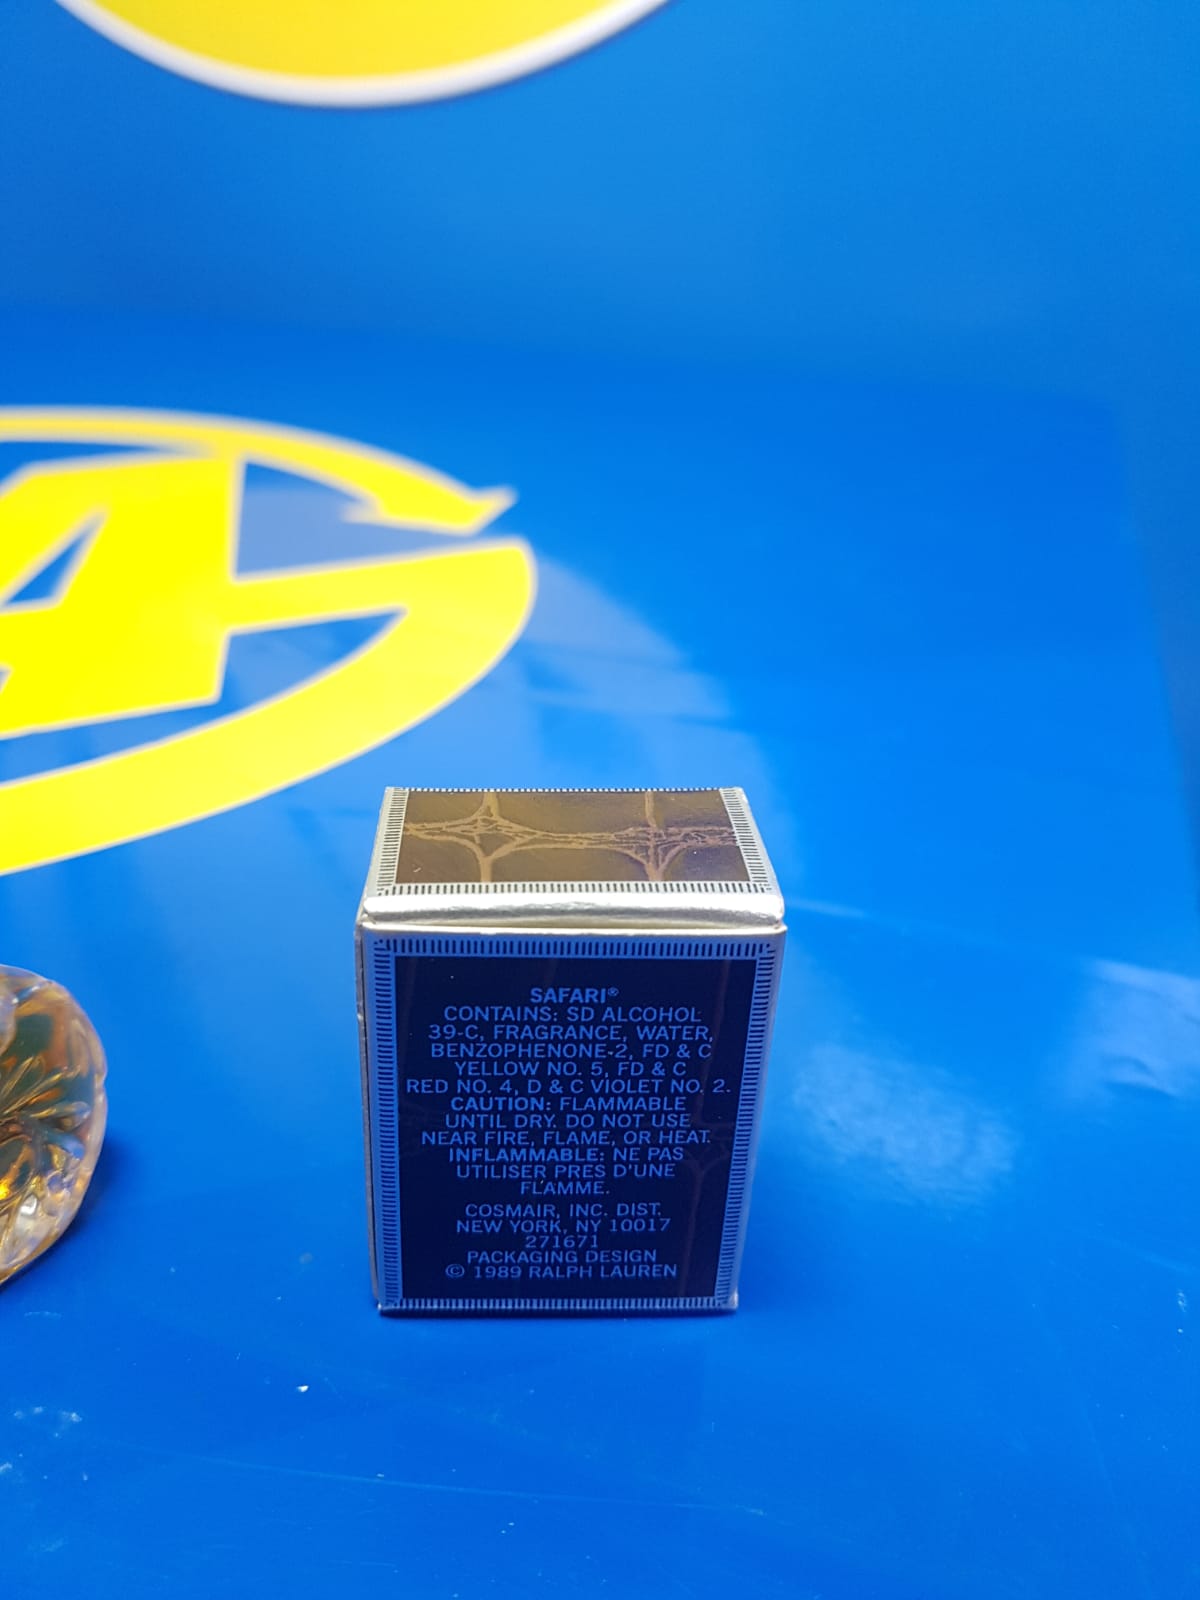 A
SAFARI®
CONTAINS: SD ALCOHOL
39-C, FRAGRANCE, WATER,
BENZOPHENONE-2, FD & C
YELLOW NO. 5, FD & C
RED NO. 4, D & C VIOLET NO. 2.
CAUTION: FLAMMABLE
UNTIL DRY. DO NOT USE
NEAR FIRE, FLAME, OR HEAT.
INFLAMMABLE: NE PAS
UTILISER PRES D'UNE
FLAMME.
COSMAIR, INC. DIST.
NEW YORK, NY 10017
271671
PACKAGING DESIGN
© 1989 RALPH LAUREN